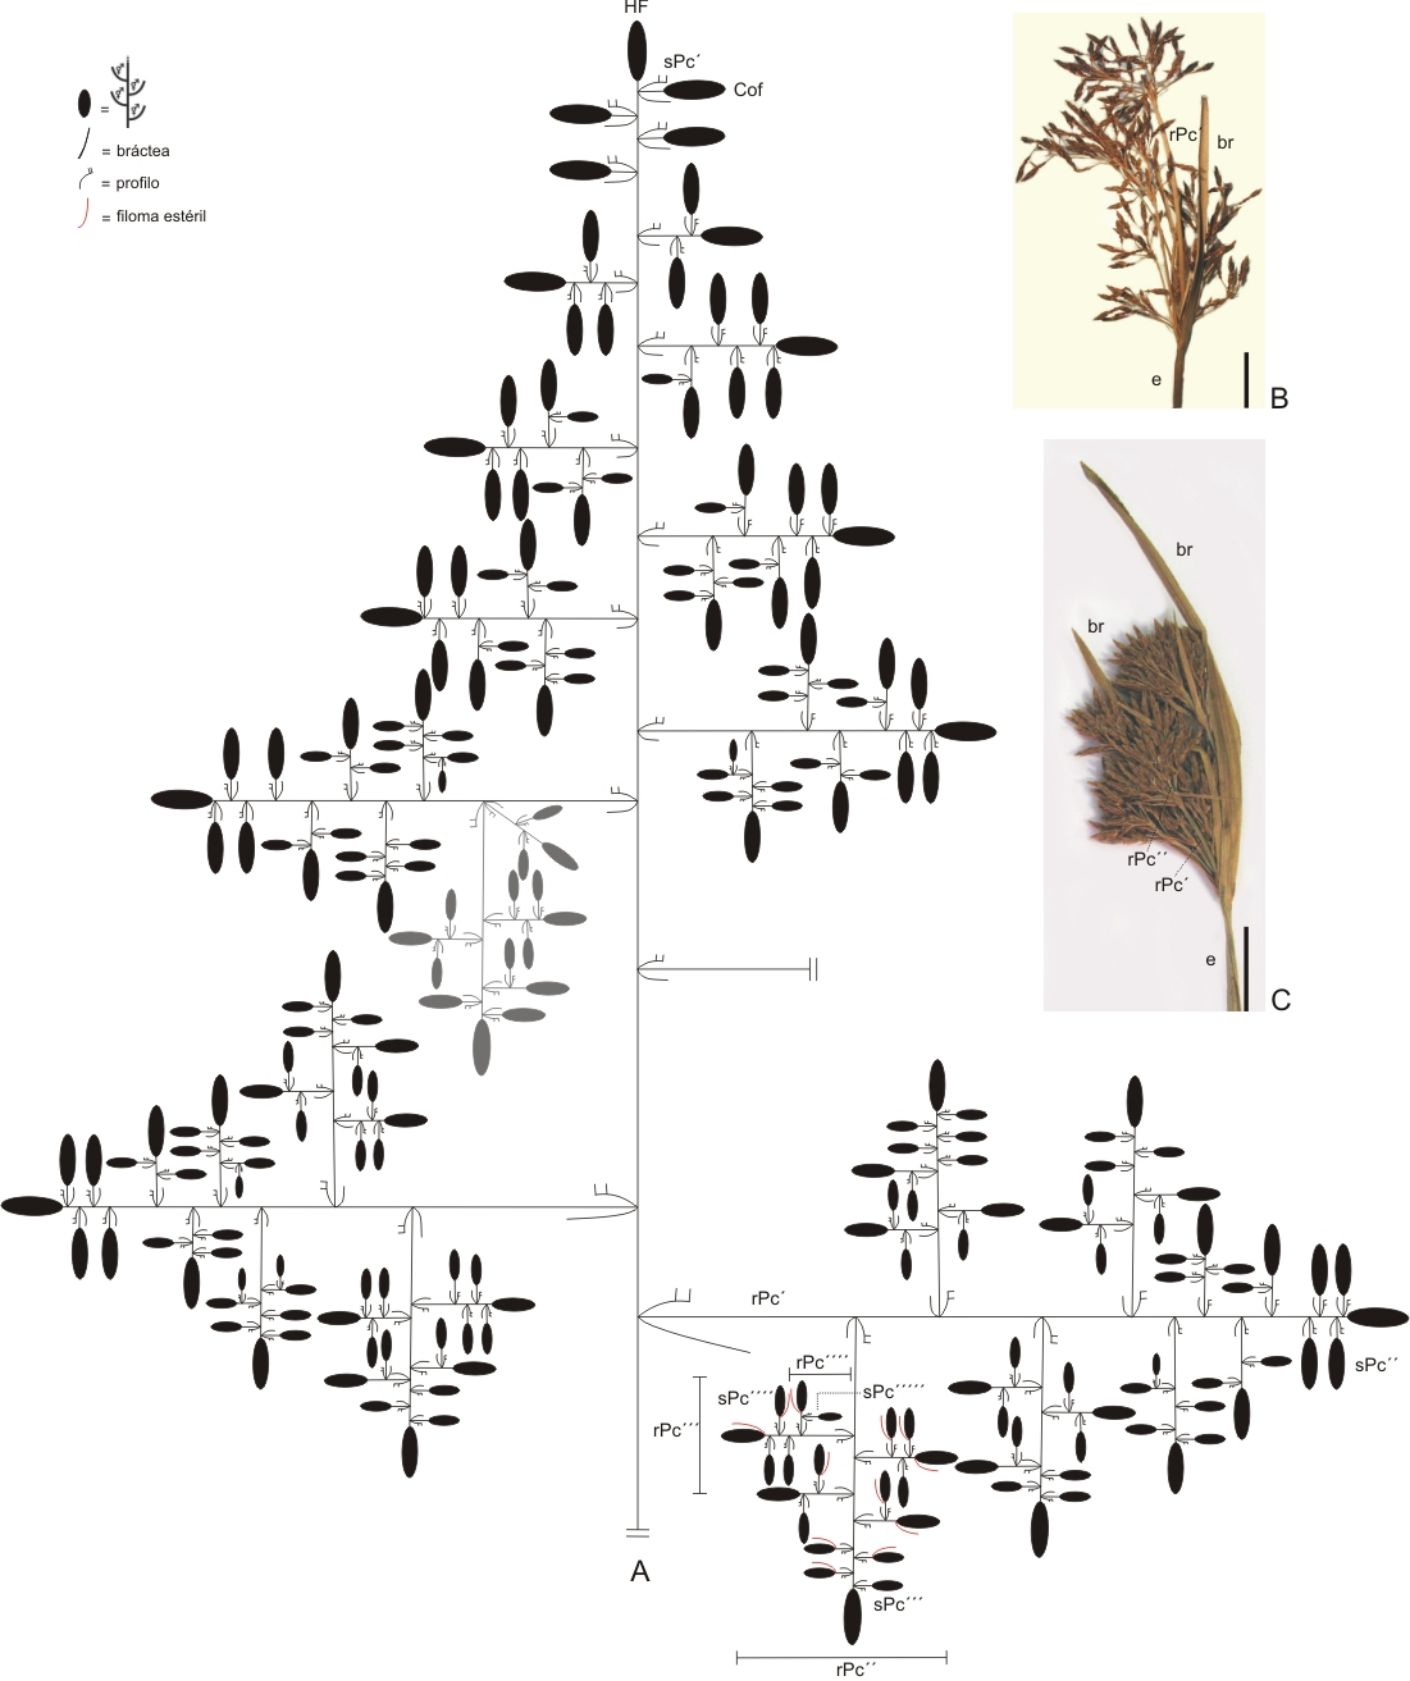 HF
sPc´
Cof
=
= bráctea
= profilo
= filoma estéril
rPc´
br
e
B
br
br
rPc´´
rPc´
e
C
rPc´
rPc´´´´
sPc´´´´
sPc´´´´´
rPc´´´
sPc´´
sPc´´´
rPc´´
A